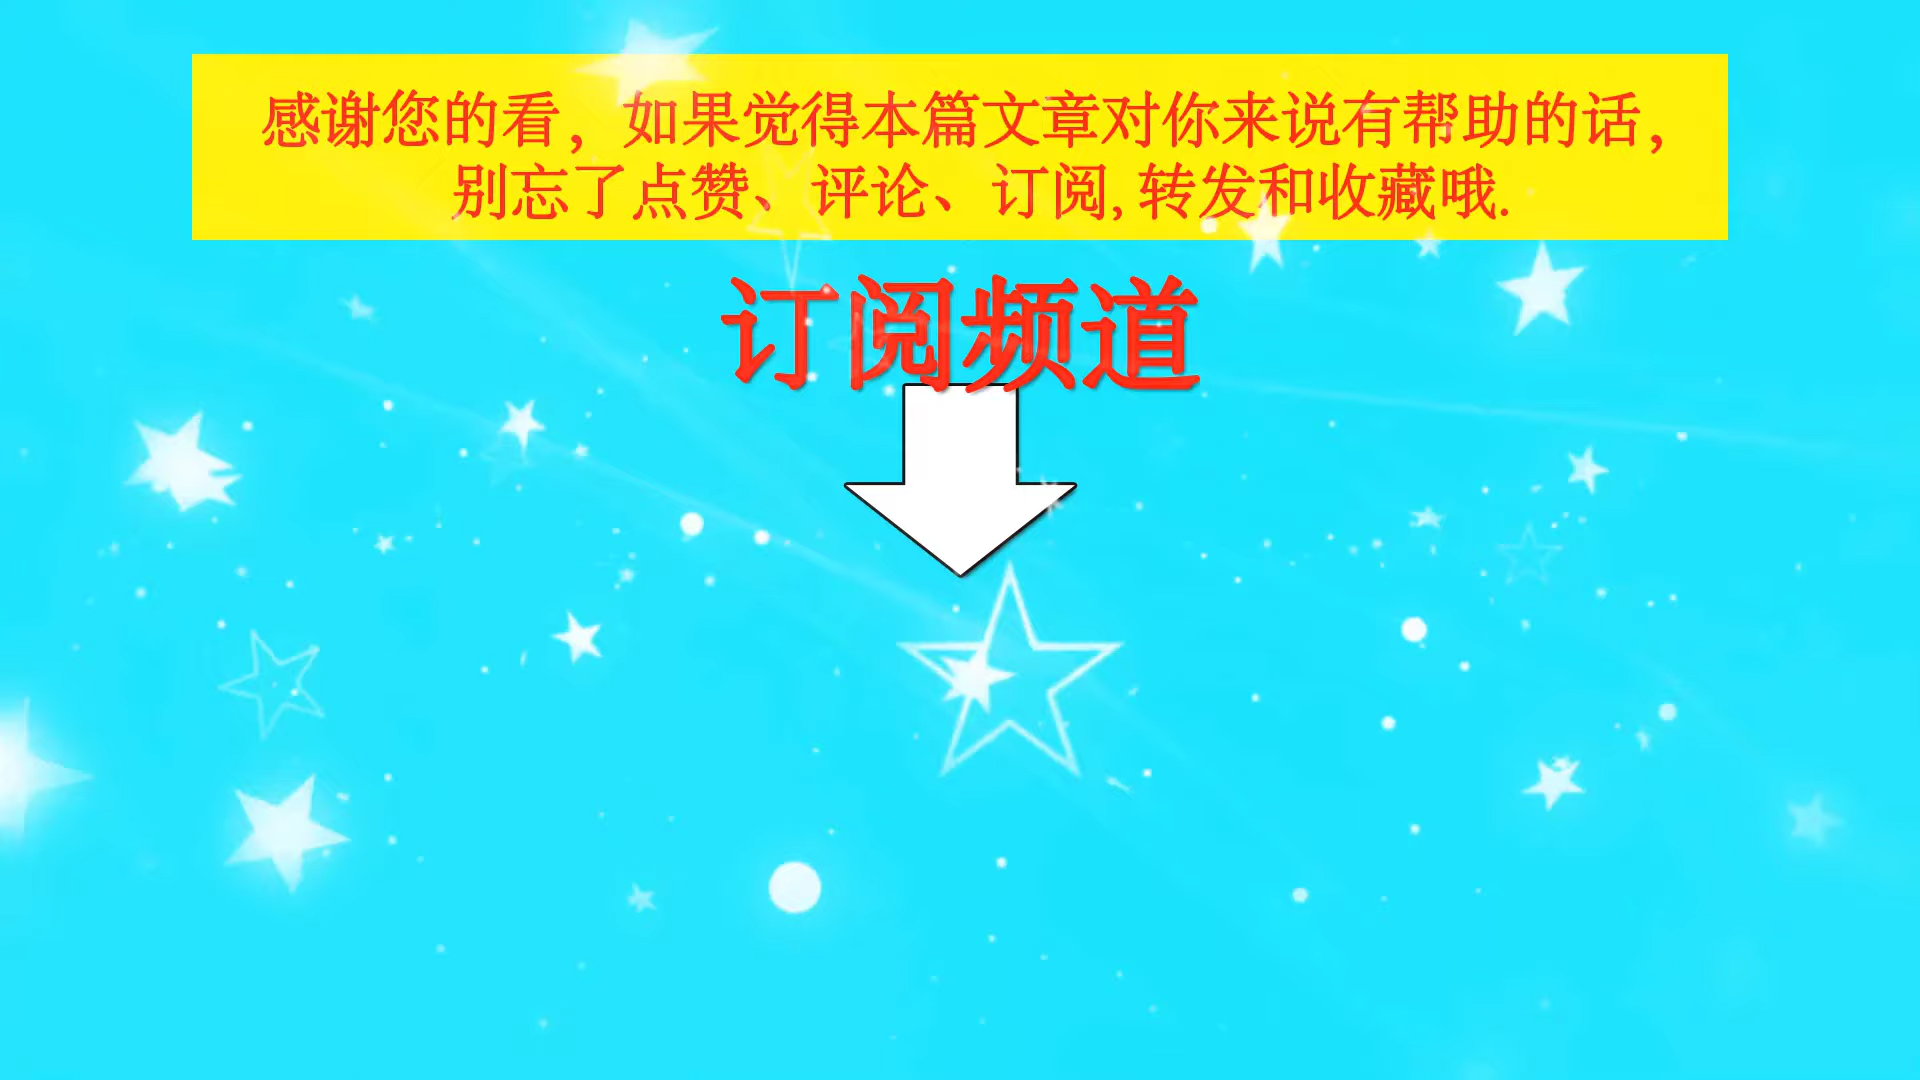 感谢您的看，如果觉得本篇文章对你来说有帮助的话，
别忘了点赞、评论、订阅,转发和收藏哦.
订阅频道